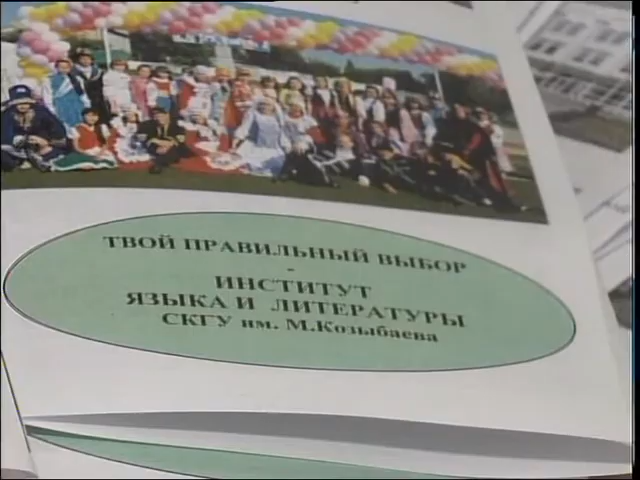 ТВОЙ ПРАВИЛЬНЫЙ ВЫБОР
-
ИНСТИТУТ
ЯЗЫКА И ЛИТЕРАТУРЫ
СКГУ им. М.Козыбаева